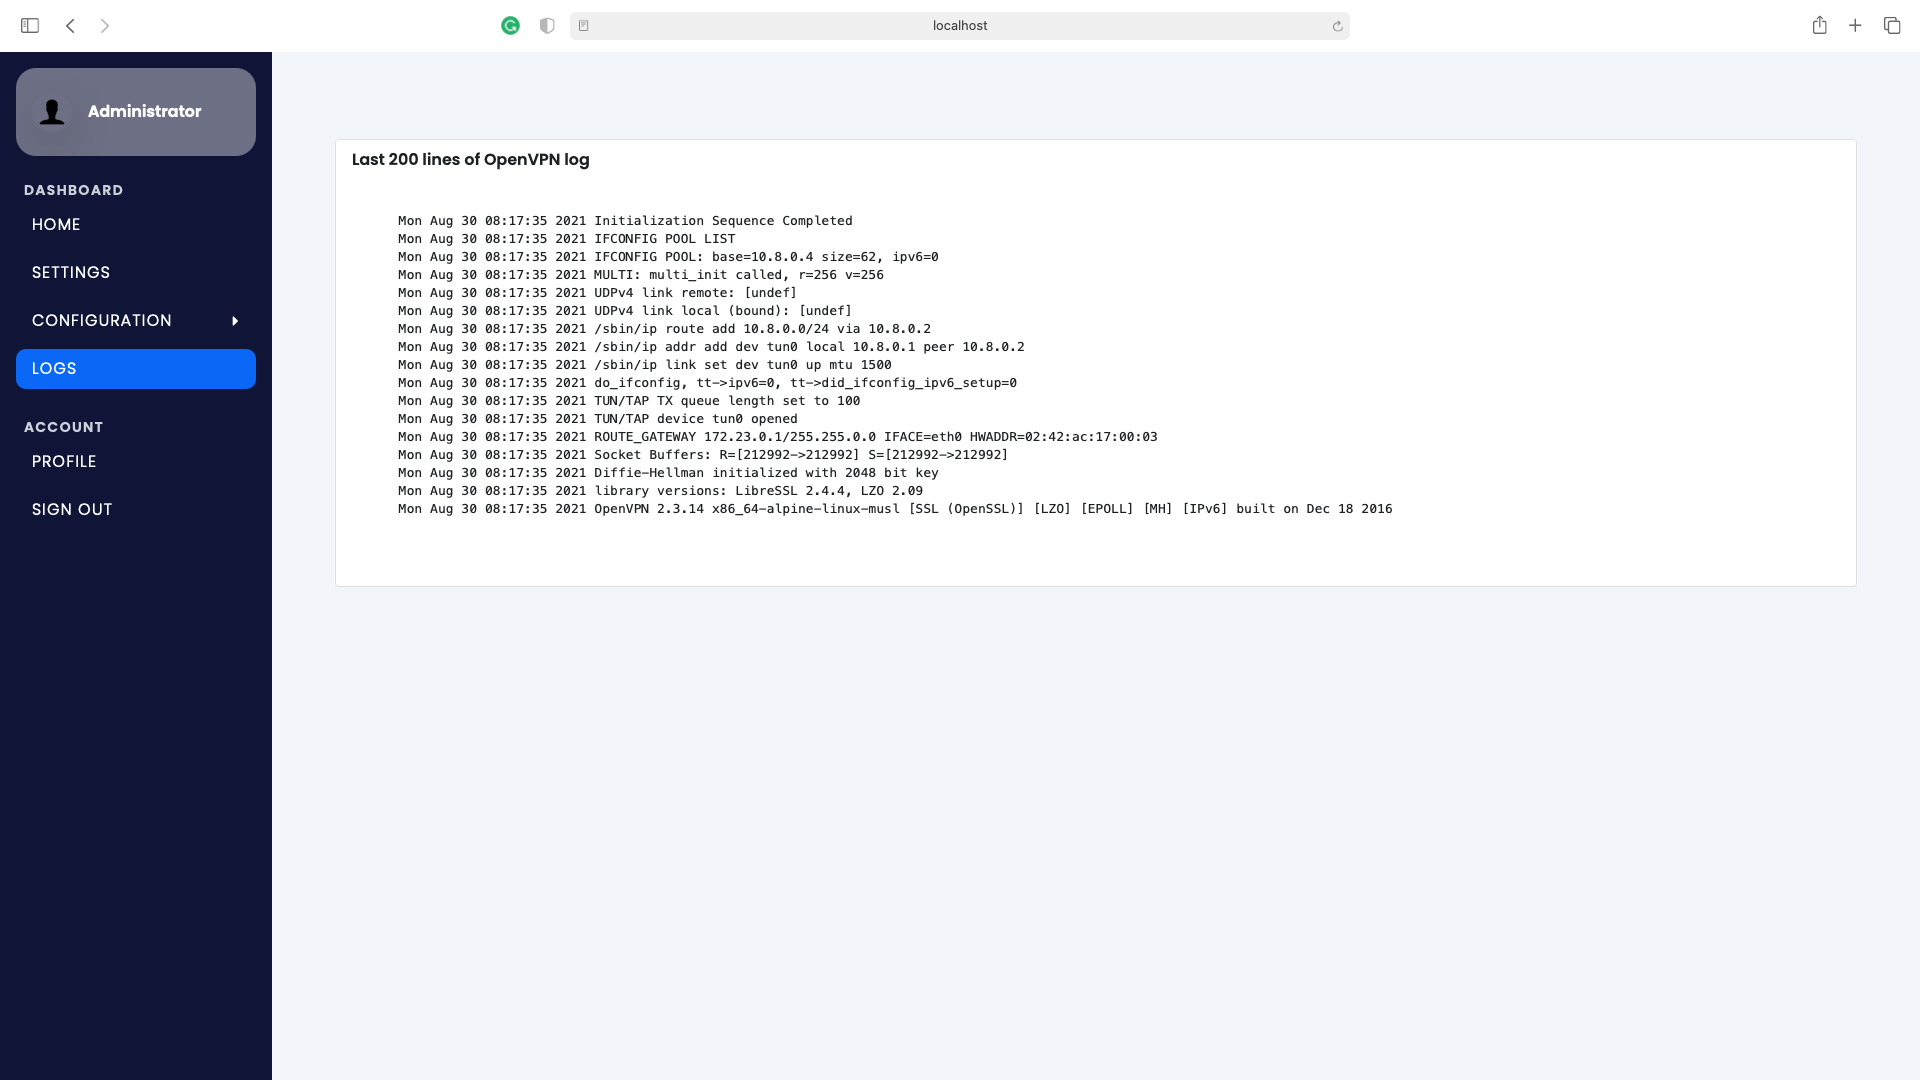 localhost
Administrator
DASHBOARD
HOME
SETTINGS
CONFIGURATION
LOGS
ACCOUNT
PROFILE
SIGN OUT
Last 200 lines of OpenVPN log
Mon Aug 30 08:17:35 2021 Initialization Sequence Completed
Mon Aug 30 08:17:35 2021 IFCONFIG POOL LIST
Mon Aug 30 08:17:35 2021 IFCONFIG POOL: base=10.8.0.4 size=62, ipv6=0
Mon Aug 30 08:17:35 2021 MULTI: multi_init called, r=256 v=256
Mon Aug 30 08:17:35 2021 UDPv4 link remote: [undef]
Mon Aug 30 08:17:35 2021 UDPv4 link local (bound): [undef]
Mon Aug 30 08:17:35 2021 /sbin/ip route add 10.8.0.0/24 via 10.8.0.2
Mon Aug 30 08:17:35 2021 /sbin/ip addr add dev tun0 local 10.8.0.1 peer 10.8.0.2
Mon Aug 30 08:17:35 2021 /sbin/ip link set dev tun0 up mtu 1500
Mon Aug 30 08:17:35 2021 do_ifconfig, tt->ipv6=0, tt->did_ifconfig_ipv6_setup=0
Mon Aug 30 08:17:35 2021 TUN/TAP TX queue length set to 100
Mon Aug 30 08:17:35 2021 TUN/TAP device tun0 opened
Mon Aug 30 08:17:35 2021 ROUTE_GATEWAY 172.23.0.1/255.255.0.0 IFACE=eth0 HWADDR=02:42:ac:17:00:03
Mon Aug 30 08:17:35 2021 Socket Buffers: R=[212992->212992] S=[212992->212992]
Mon Aug 30 08:17:35 2021 Diffie-Hellman initialized with 2048 bit key
Mon Aug 30 08:17:35 2021 library versions: LibreSSL 2.4.4, LZO 2.09
Mon Aug 30 08:17:35 2021 OpenVPN 2.3.14 x86_64-alpine-linux-musl [SSL (OpenSSL)] [LZO] [EPOLL] [MH] [IPv6] built on Dec 18 2016